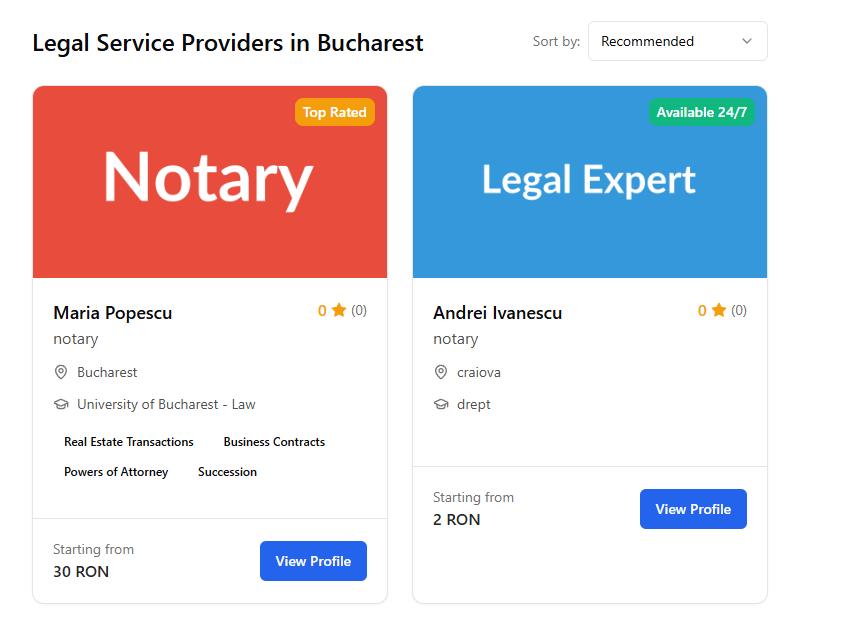 Legal Service Providers in Bucharest
Sort by: Recommended
Top Rated
Notary
Maria Popescu 0 (0)
notary
Bucharest
University of Bucharest - Law
Real Estate Transactions Business Contracts
Powers of Attorney Succession
Starting from
30 RON
View Profile
Available 24/7
Legal Expert
Andrei Ivanescu 0 (0)
notary
craiova
drept
Starting from
2 RON
View Profile